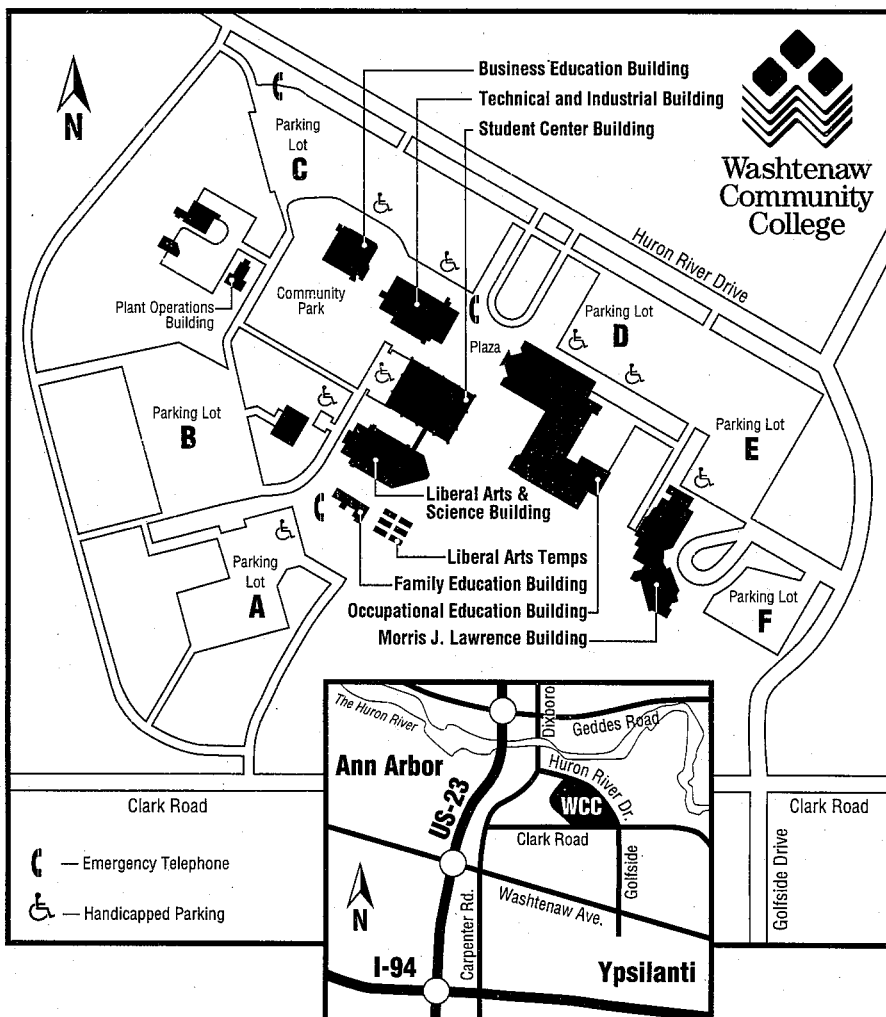 Business Education Building
Technical and Industrial Building
Student Center Building
N
Parking
Lot
C
Washtenaw
Community
College
Huron River Drive
Plant Operations
Building
Community
Park
Plaza
Parking Lot
D
Parking Lot
B
Parking Lot
E
Liberal Arts &
Science Building
Liberal Arts Temps
Family Education Building
Occupational Education Building
Morris J. Lawrence Building
Parking
Lot
A
Parking Lot
F
Clark Road
Clark Road
Golfside Drive
— Emergency Telephone
— Handicapped Parking
The Huron River
Dixboro
Geddes Road
Ann Arbor
US-23
Huron River Dr.
WCC
Clark Road
Golfside
Washtenaw Ave.
N
Carpenter Rd.
I-94
Ypsilanti